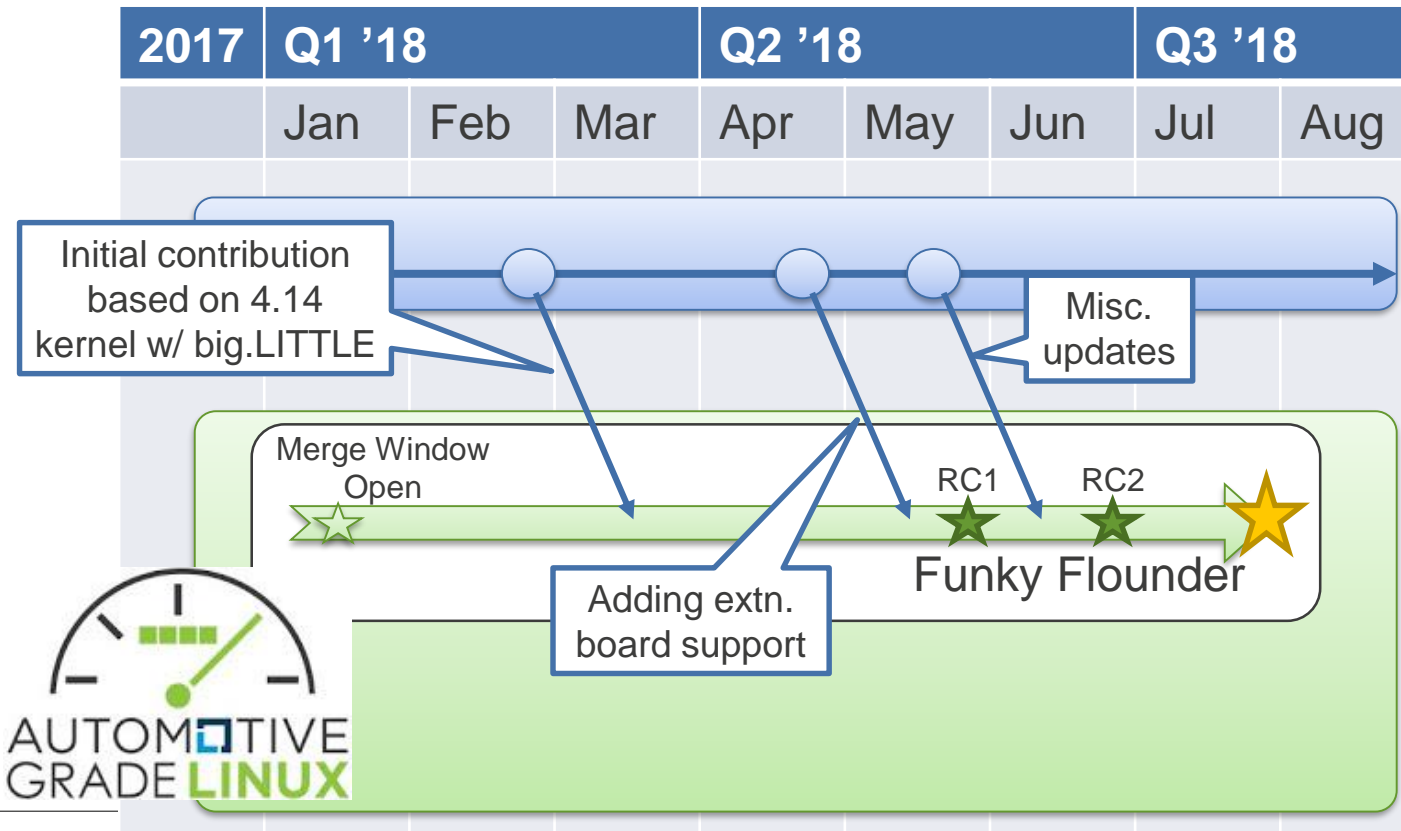 2017 Q1 ’18 Q2 ’18 Q3 ’18
Jan Feb Mar Apr May Jun Jul Aug
Initial contribution
based on 4.14
kernel w/ big.LITTLE
Misc.
updates
Merge Window
Open
RC1 RC2
Funky Flounder
Adding extn.
board support
AUTOMOTIVE
GRADE LINUX